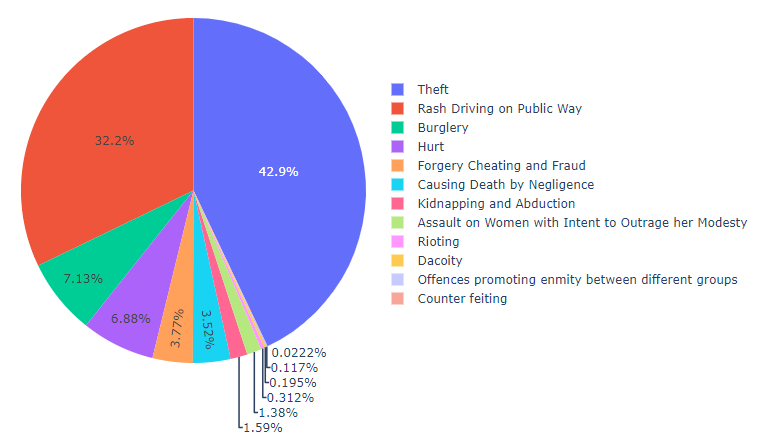 32.2%
42.9%
7.13%
6.88%
3.77%
3.52%
0.0222%
0.117%
0.195%
0.312%
1.38%
1.59%
Theft
Rash Driving on Public Way
Burglery
Hurt
Forgery Cheating and Fraud
Causing Death by Negligence
Kidnapping and Abduction
Assault on Women with Intent to Outrage her Modesty
Rioting
Dacoity
Offences promoting enmity between different groups
Counter feiting